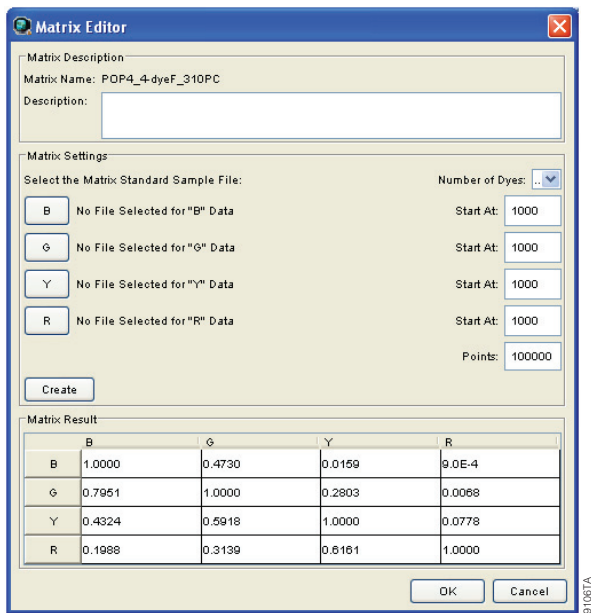 Matrix Editor
Matrix Description
Matrix Name: POP4_4-dyeF_310PC
Description:
Matrix Settings
Select the Matrix Standard Sample File: Number of Dyes: ..
B No File Selected for "B" Data Start At: 1000
G No File Selected for "G" Data Start At: 1000
Y No File Selected for "Y" Data Start At: 1000
R No File Selected for "R" Data Start At: 1000
Points: 100000
Create
Matrix Result
B G Y R
B 1.0000 0.4730 0.0159 9.0E-4
G 0.7951 1.0000 0.2803 0.0068
Y 0.4324 0.5918 1.0000 0.0778
R 0.1988 0.3139 0.6161 1.0000
OK Cancel
9106TA